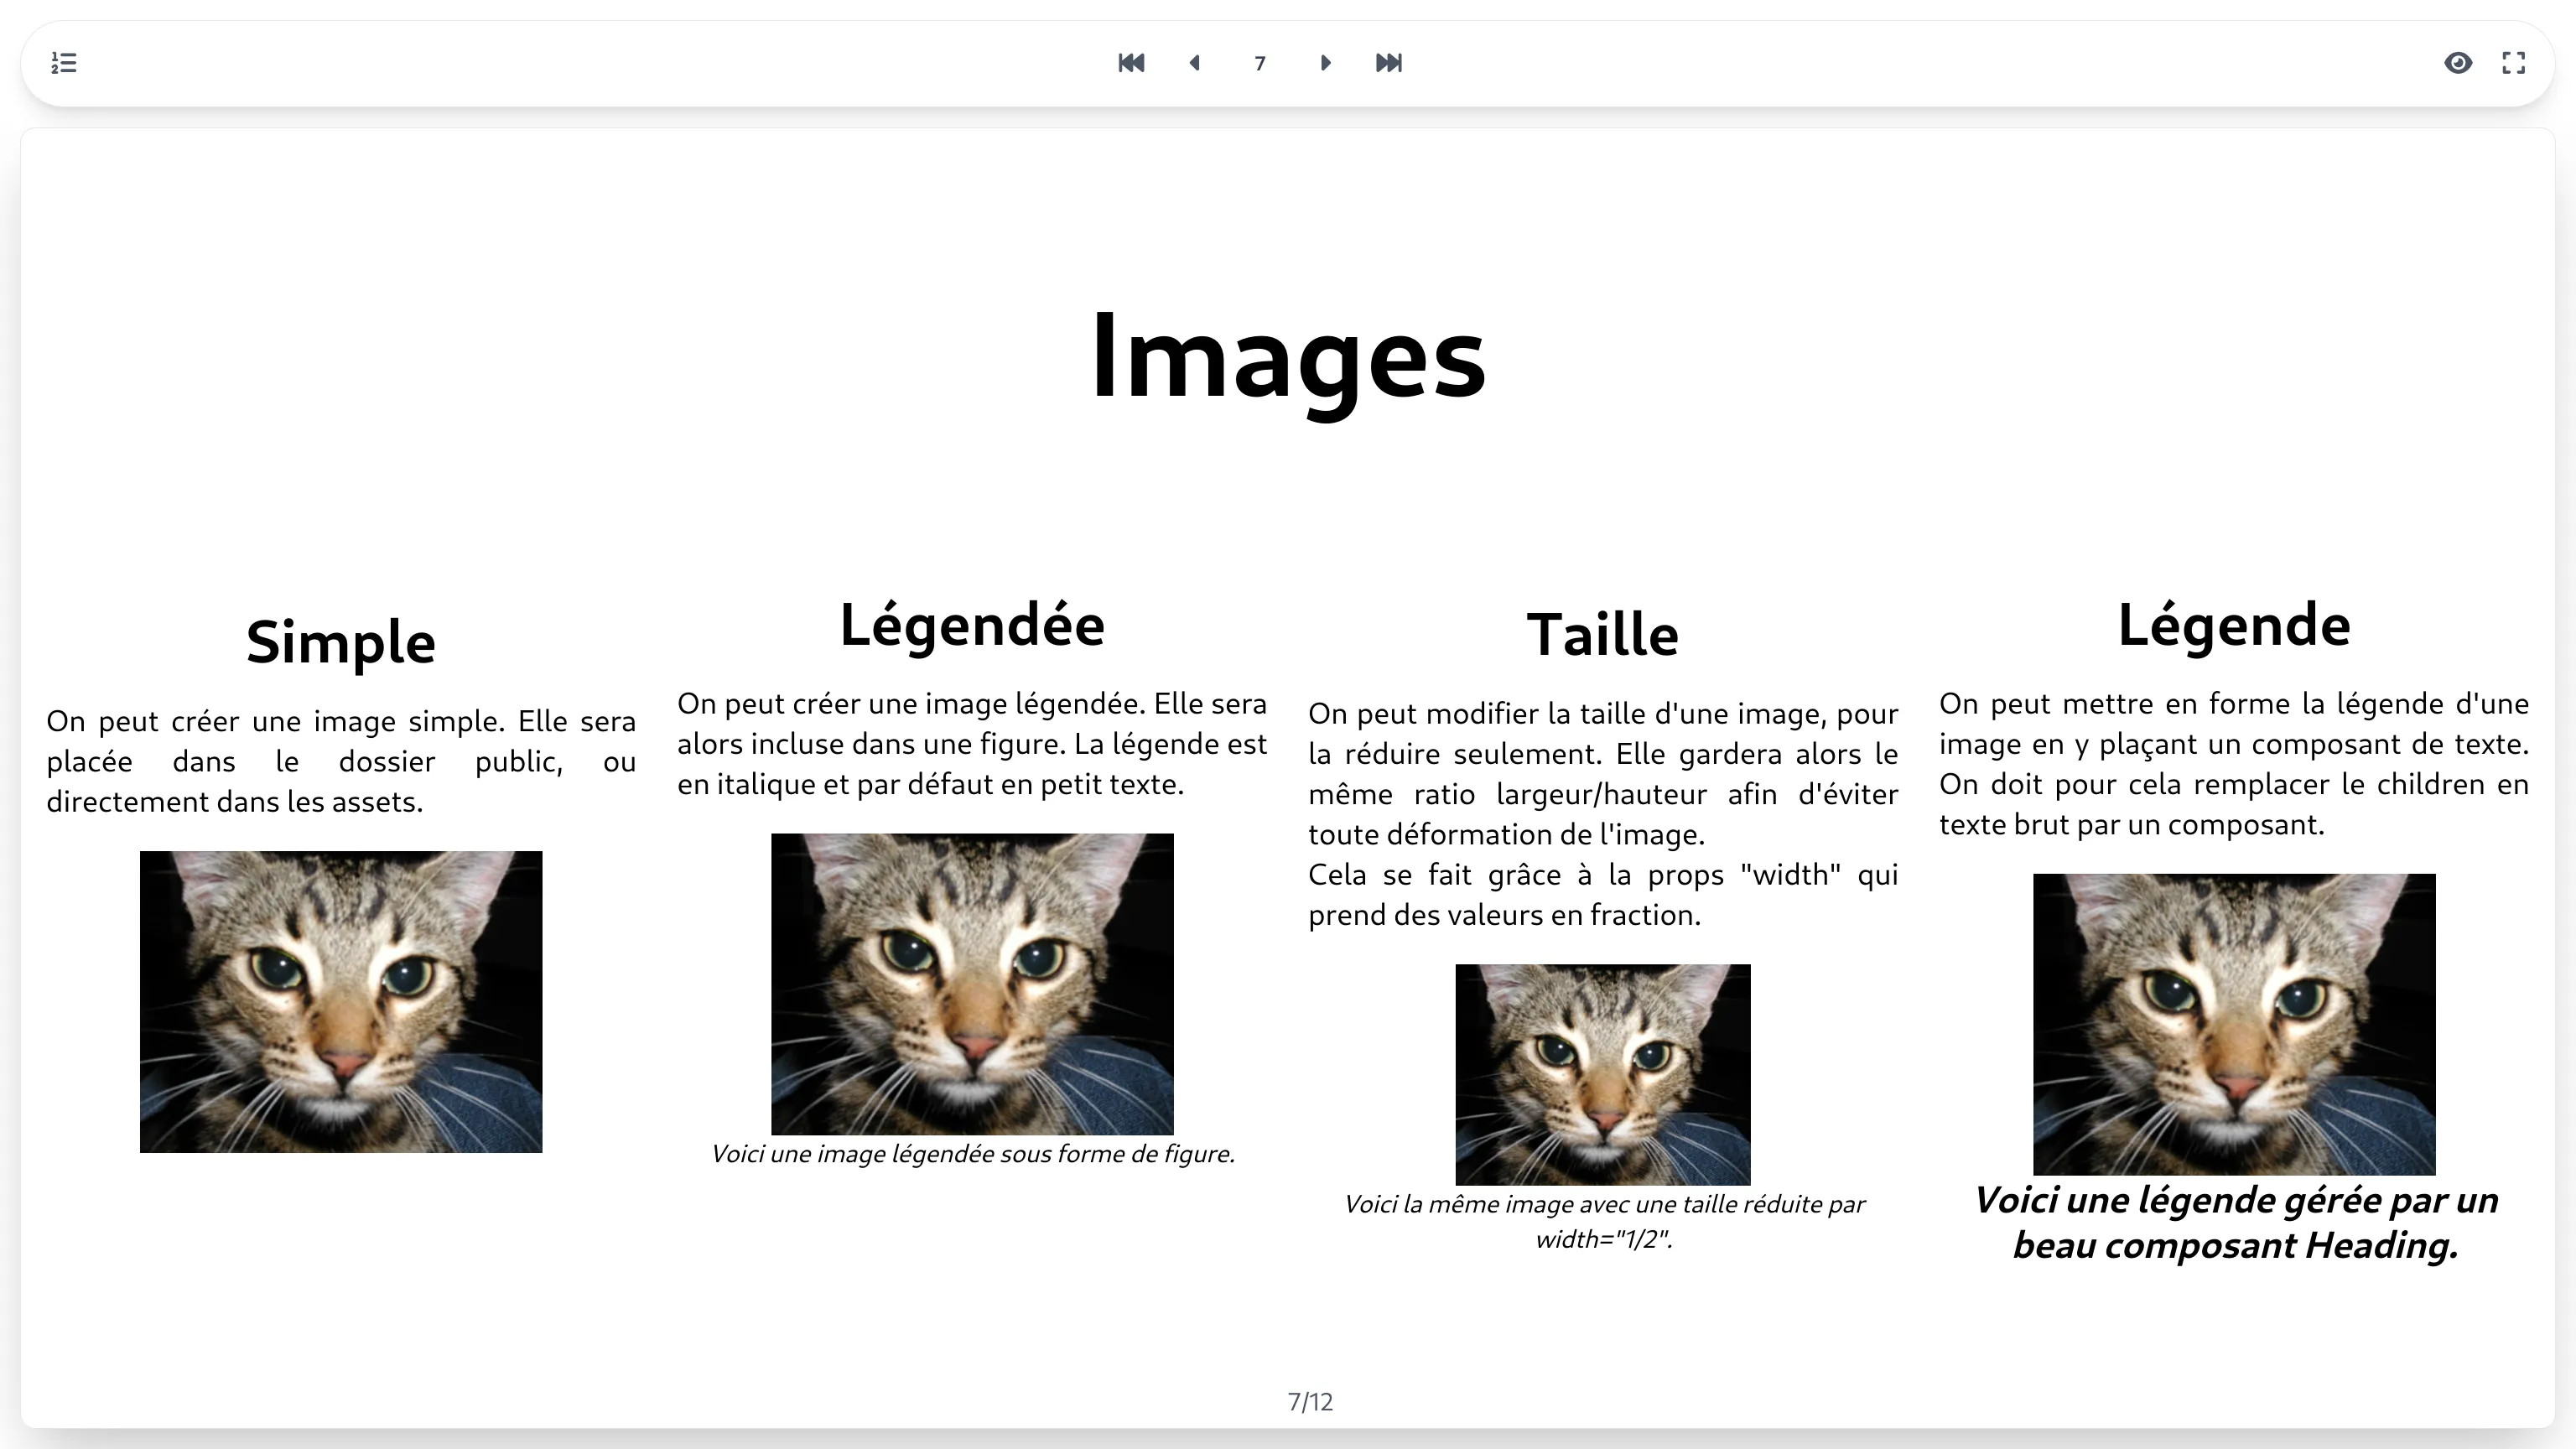 7
Images
Simple
On peut créer une image simple. Elle sera
placée dans le dossier public, ou
directement dans les assets.
Légendée
On peut créer une image légendée. Elle sera
alors incluse dans une figure. La légende est
en italique et par défaut en petit texte.
Voici une image légendée sous forme de figure.
Taille
On peut modifier la taille d'une image, pour
la réduire seulement. Elle gardera alors le
même ratio largeur/hauteur afin d'éviter
toute déformation de l'image.
Cela se fait grâce à la props "width" qui
prend des valeurs en fraction.
Voici la même image avec une taille réduite par
width="1/2".
Légende
On peut mettre en forme la légende d'une
image en y plaçant un composant de texte.
On doit pour cela remplacer le children en
texte brut par un composant.
Voici une légende gérée par un
beau composant Heading.
7/12